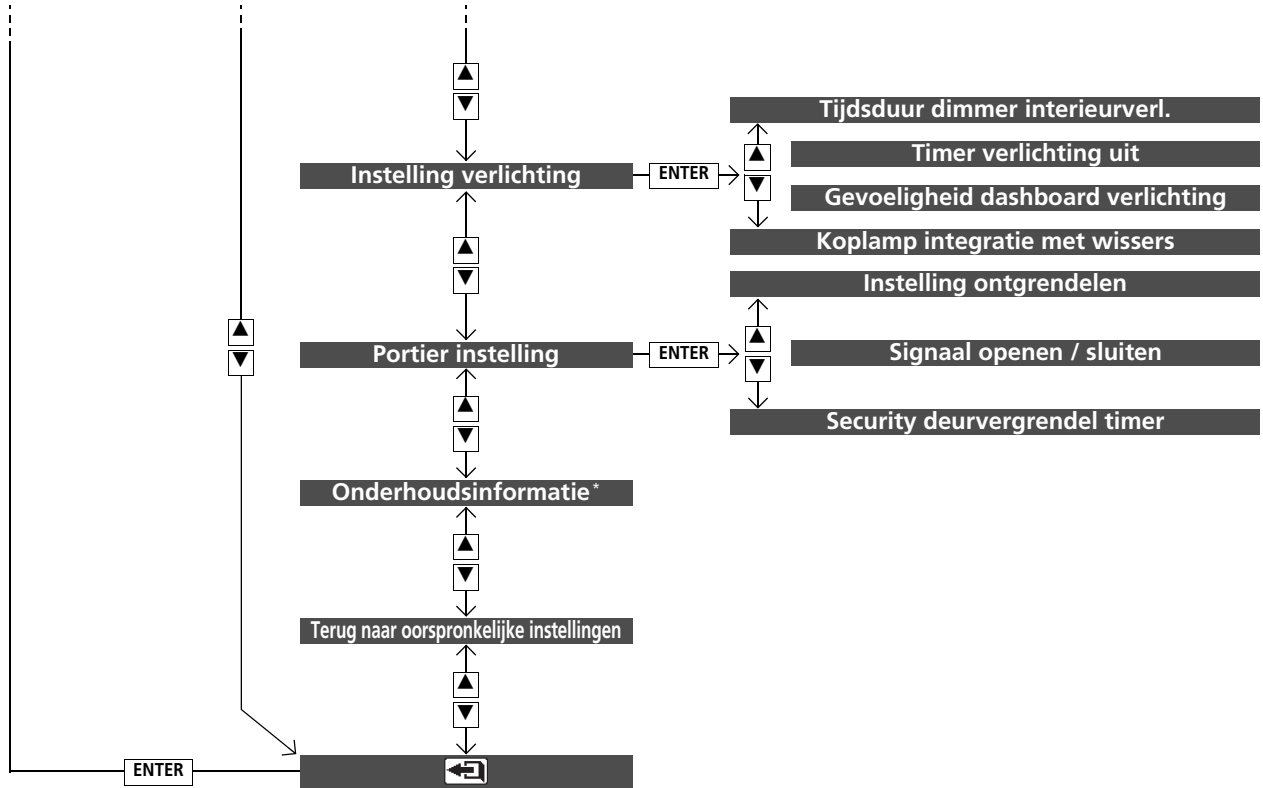 ▲
▼
Tijdsduur dimmer interieurverl.
Instelling verlichting
ENTER
▲
▼
Timer verlichting uit
Gevoeligheid dashboard verlichting
Koplamp integratie met wissers
▲
▼
Instelling ontgrendelen
▲
▼
Portier instelling
ENTER
▲
▼
Signaal openen / sluiten
Security deurvergrendel timer
▲
▼
Onderhoudsinformatie*
▲
▼
Terug naar oorspronkelijke instellingen
▲
▼
ENTER